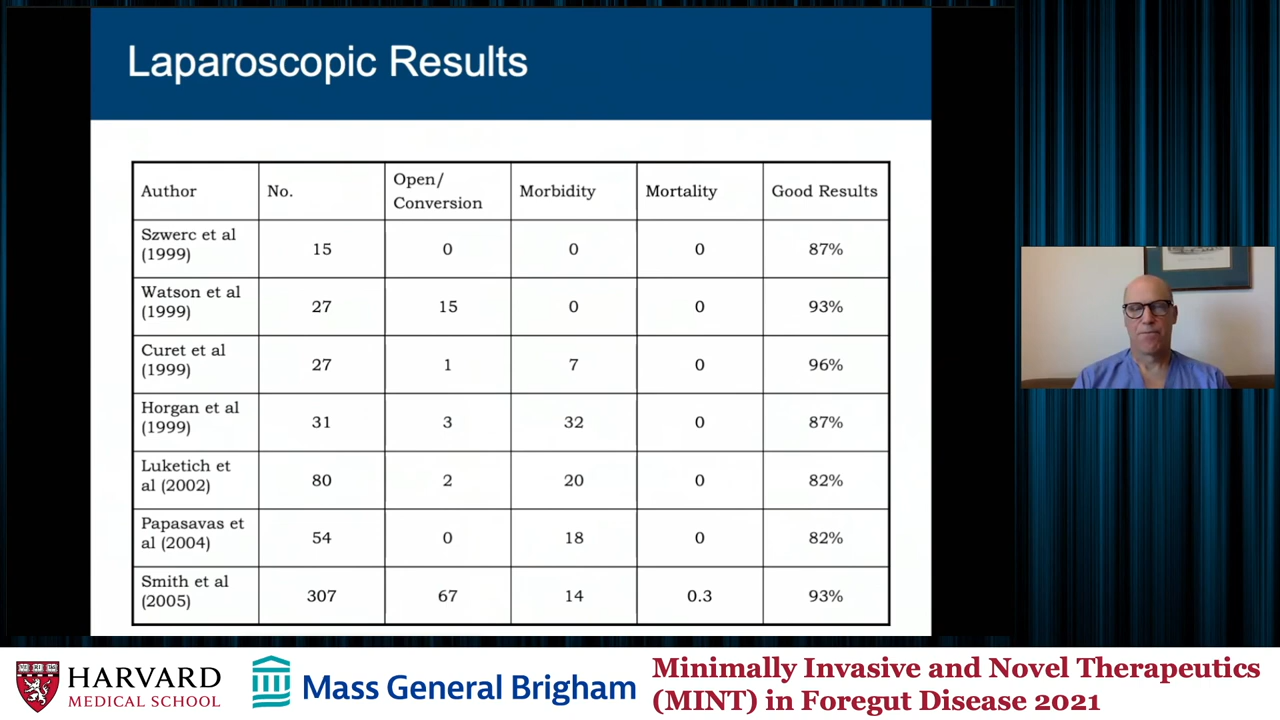 Laparoscopic Results
Author No. Open/ Conversion Morbidity Mortality Good Results
Szwerc et al (1999) 15 0 0 0 87%
Watson et al (1999) 27 15 0 0 93%
Curet et al (1999) 27 1 7 0 96%
Horgan et al (1999) 31 3 32 0 87%
Luketich et al (2002) 80 2 20 0 82%
Papasavas et al (2004) 54 0 18 0 82%
Smith et al (2005) 307 67 14 0.3 93%
HARVARD
MEDICAL SCHOOL
Mass General Brigham
Minimally Invasive and Novel Therapeutics
(MINT) in Foregut Disease 2021